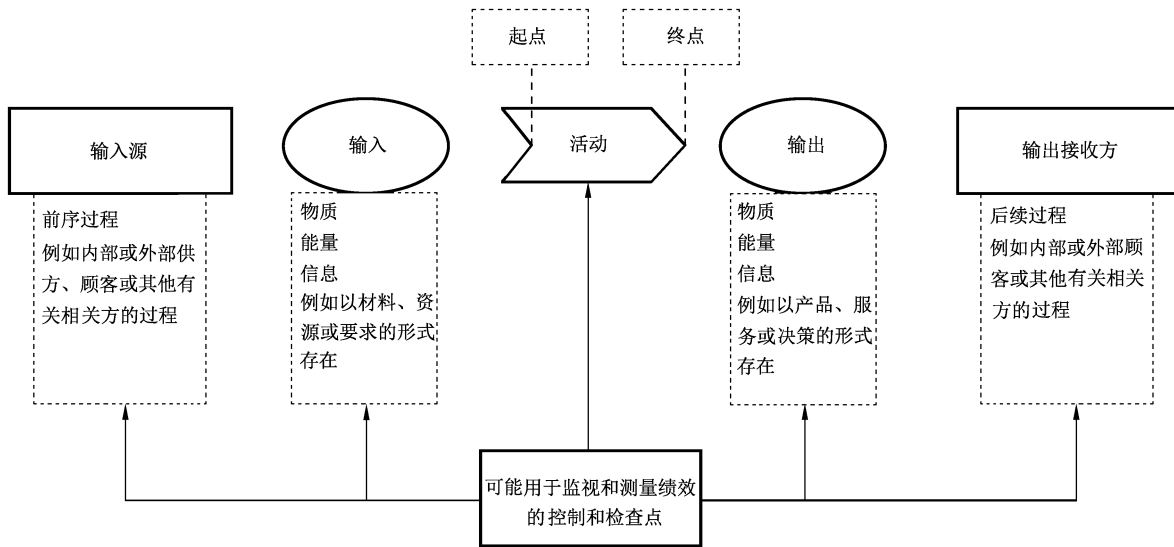 起点
终点
输入源
输入
活动
输出
输出接收方
前序过程
例如内部或外部供
方、顾客或其他有
关相关方的过程
物质
能量
信息
例如以材料、资
源或要求的形式
存在
物质
能量
信息
例如以产品、服
务或决策的形式
存在
后续过程
例如内部或外部顾
客或其他有关相关
方的过程
可能用于监视和测量绩效
的控制和检查点